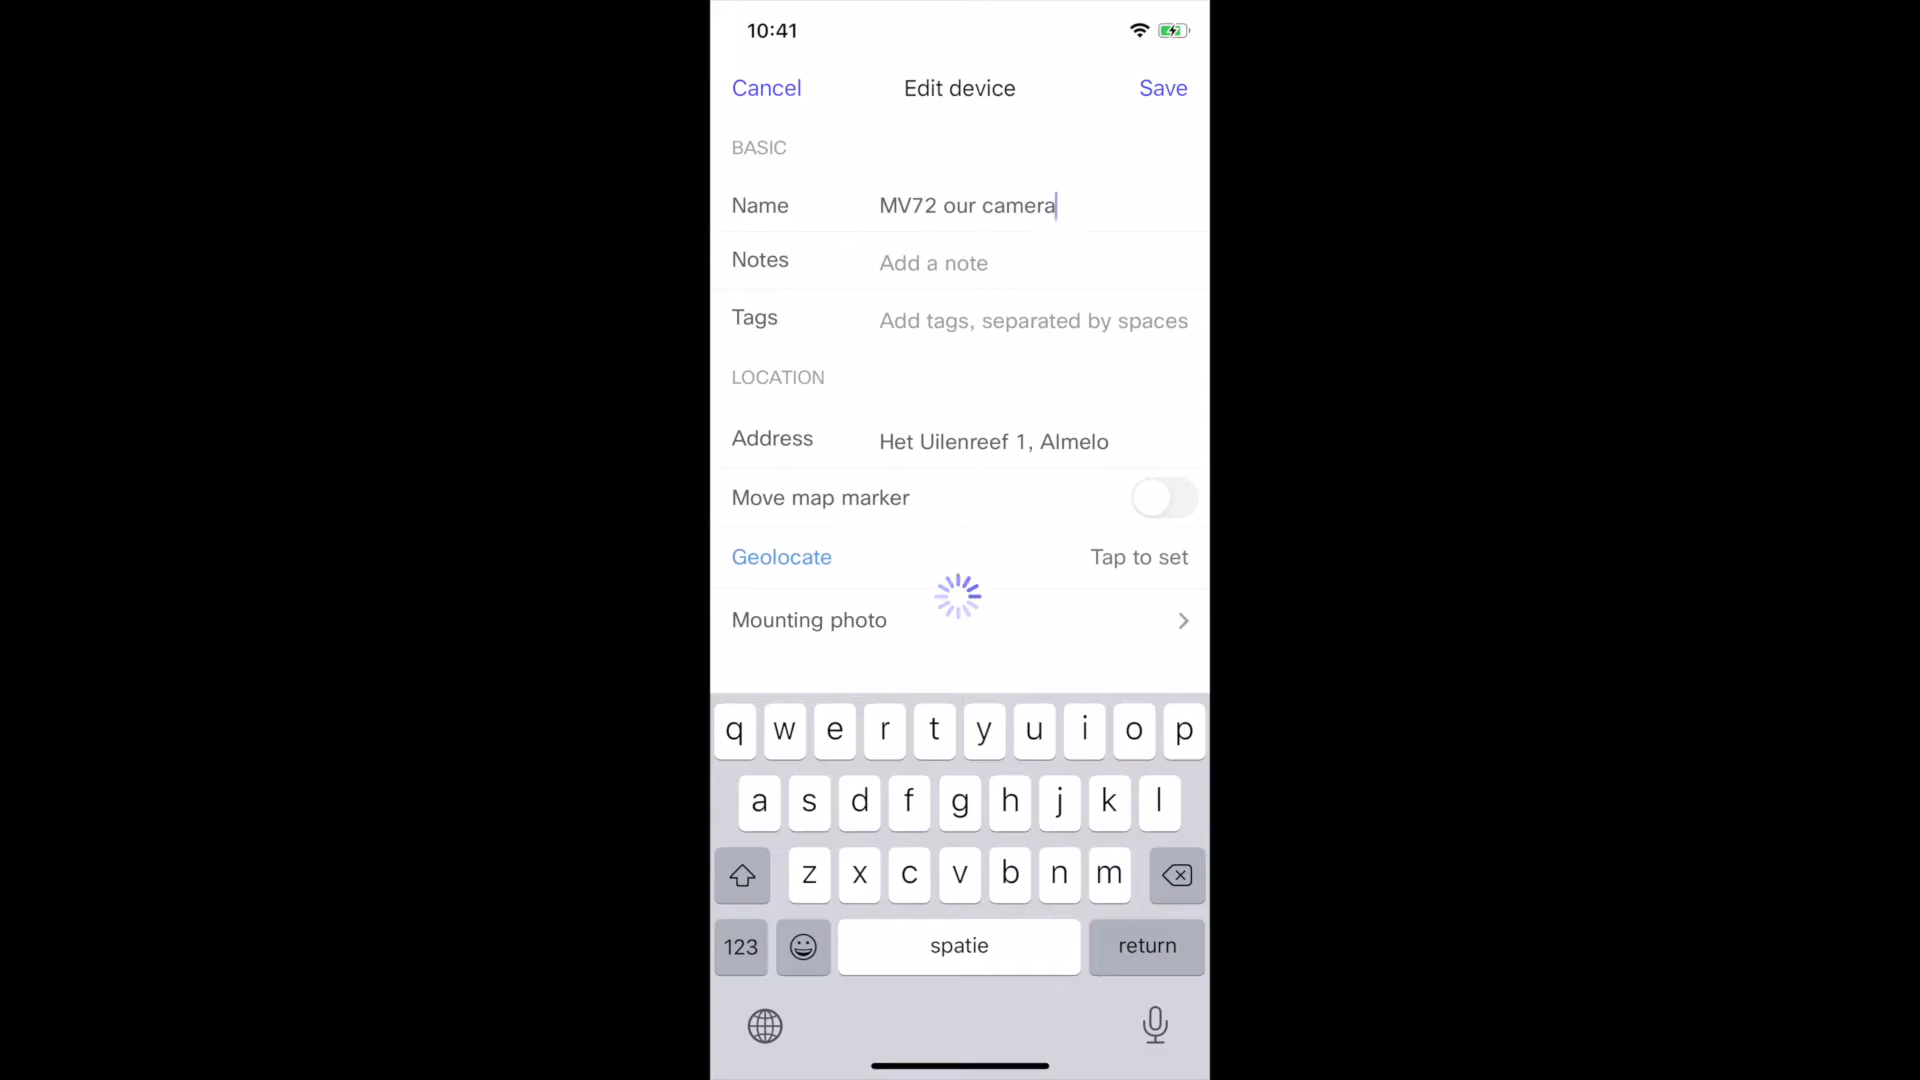 10:41
Cancel Edit device Save
BASIC
Name MV72 our camera
Notes Add a note
Tags Add tags, separated by spaces
LOCATION
Address Het Uilenreef 1, Almelo
Move map marker
Geolocate Tap to set
Mounting photo
q w e r t y u i o p
a s d f g h j k l
z x c v b n m
123 spatie return